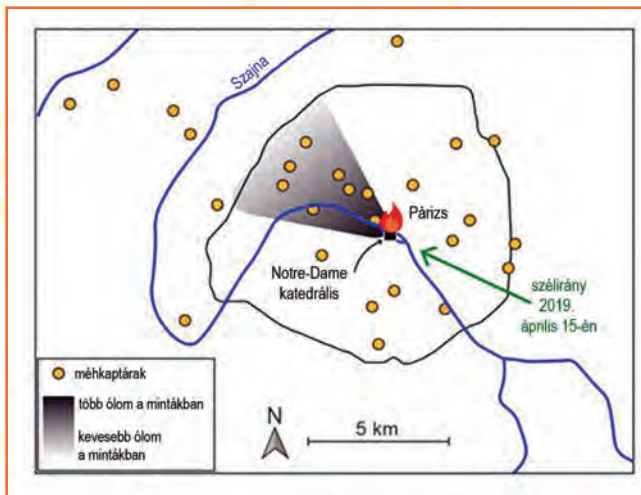 Szajna
Párizs
Notre-Dame
katedrális
szélirány
2019.
április 15-én
méhkaptárak
több ólom a mintákban
kevesebb ólom
a mintákban
N
5 km